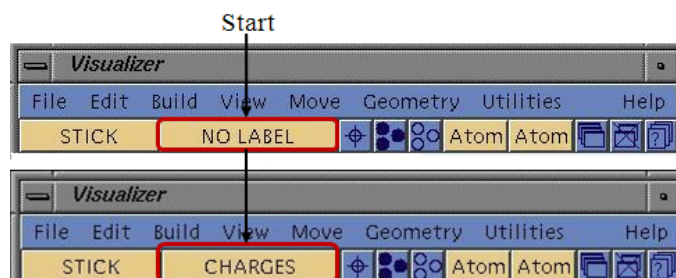 Start
Visualizer
File Edit Build View Move Geometry Utilities Help
STICK NO LABEL Atom Atom ?
Visualizer
File Edit Build View Move Geometry Utilities Help
STICK CHARGES Atom Atom ?